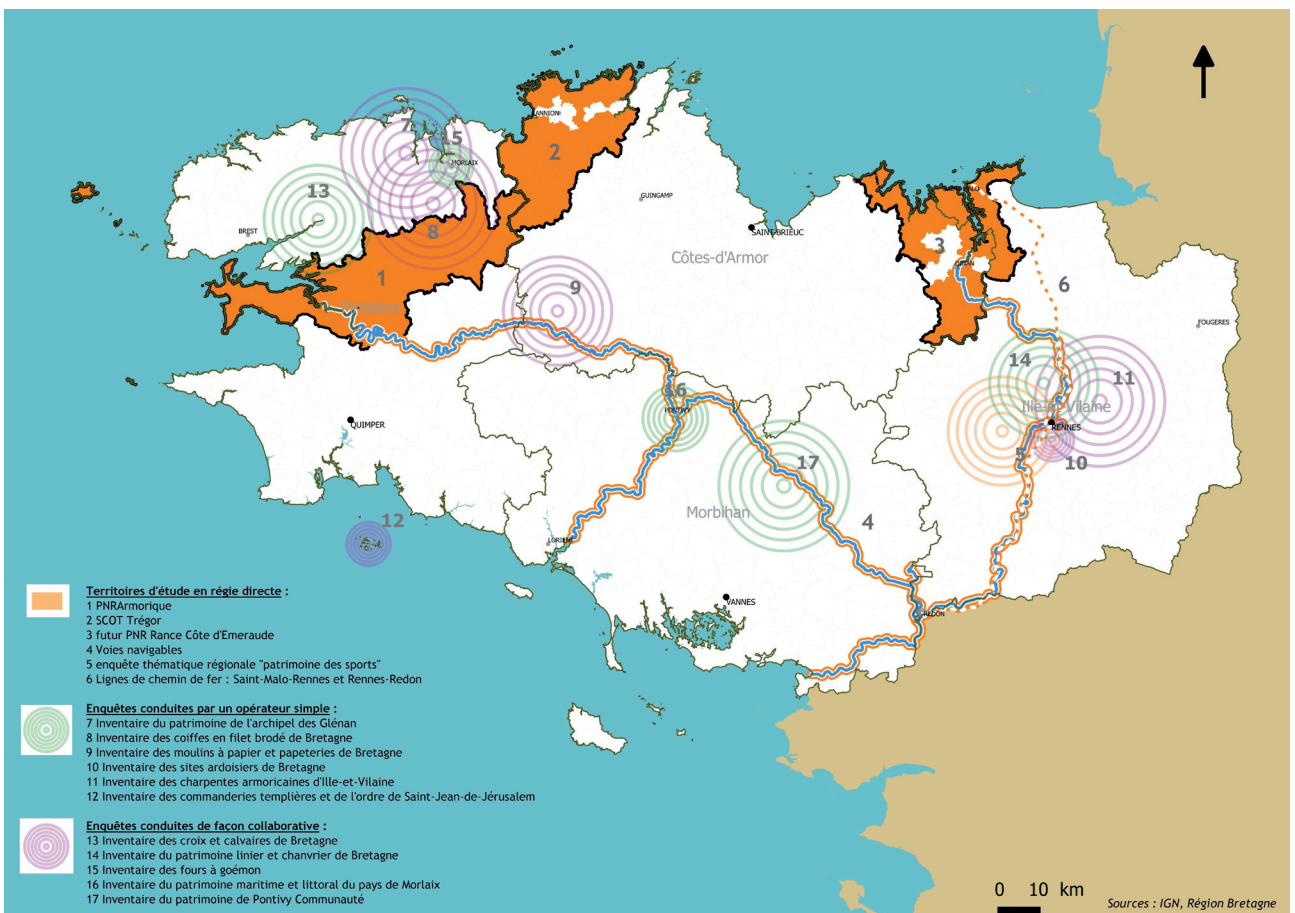 7
15
ANNION
2
MORLAIX
13
GUINGAMP
BREST
8
SAINT-BRIEUC
3
Côtes-d'Armor
DINAN
1
9
6
Finistère
FOUGERES
14
11
16
PONTIVY
Ille-et-Vilaine
QUIMPER
RENNES
5
10
17
Morbihan
4
12
LORIENT
VANNES
REDON
Territoires d'étude en régie directe :
1 PNRArmorique
2 SCOT Trégor
3 futur PNR Rance Côte d'Emeraude
4 Voies navigables
5 enquête thématique régionale "patrimoine des sports"
6 Lignes de chemin de fer : Saint-Malo-Rennes et Rennes-Redon
Enquêtes conduites par un opérateur simple :
7 Inventaire du patrimoine de l'archipel des Glénan
8 Inventaire des coiffes en filet brodé de Bretagne
9 Inventaire des moulins à papier et papeteries de Bretagne
10 Inventaire des sites ardoisiers de Bretagne
11 Inventaire des charpentes armoricaines d'Ille-et-Vilaine
12 Inventaire des commanderies templières et de l'ordre de Saint-Jean-de-Jérusalem
Enquêtes conduites de façon collaborative :
13 Inventaire des croix et calvaires de Bretagne
14 Inventaire du patrimoine linier et chanvrier de Bretagne
15 Inventaire des fours à goémon
16 Inventaire du patrimoine maritime et littoral du pays de Morlaix
17 Inventaire du patrimoine de Pontivy Communauté
0 10 km
Sources : IGN, Région Bretagne